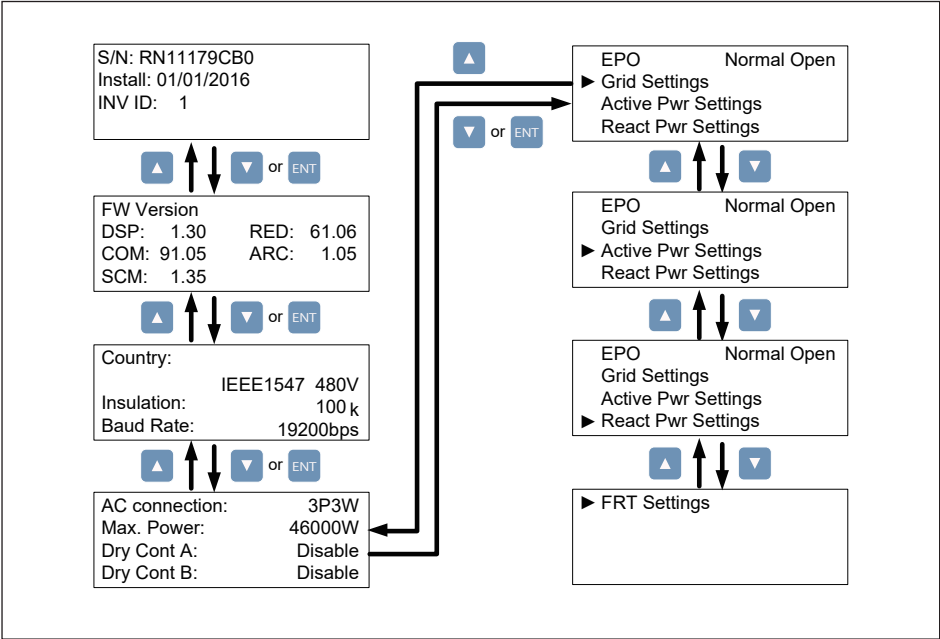 S/N: RN11179CB0
Install: 01/01/2016
INV ID: 1
▲ ▼ or ENT
FW Version
DSP: 1.30 RED: 61.06
COM: 91.05 ARC: 1.05
SCM: 1.35
▲ ▼ or ENT
Country:
IEEE1547 480V
Insulation: 100 k
Baud Rate: 19200bps
▲ ▼ or ENT
AC connection: 3P3W
Max. Power: 46000W
Dry Cont A: Disable
Dry Cont B: Disable
▲
▼ or ENT
EPO Normal Open
► Grid Settings
Active Pwr Settings
React Pwr Settings
▲ ▼
EPO Normal Open
Grid Settings
► Active Pwr Settings
React Pwr Settings
▲ ▼
EPO Normal Open
Grid Settings
Active Pwr Settings
► React Pwr Settings
▲ ▼
► FRT Settings